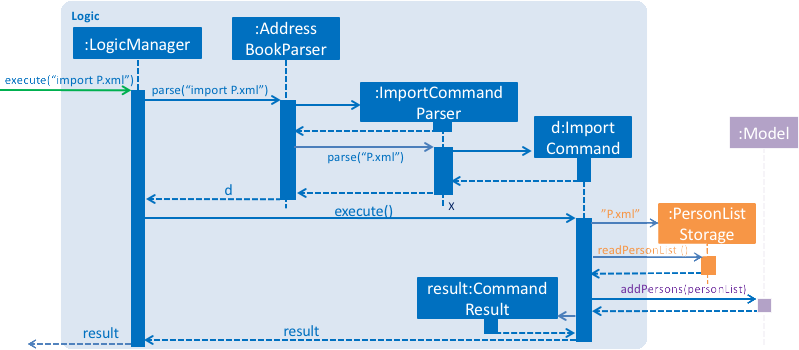 Logic
:LogicManager
:Address
BookParser
execute(“import P.xml”)
parse(“import P.xml”)
:ImportCommand
Parser
d:Import
Command
:Model
parse(“P.xml”)
d
x
execute()
“P.xml”
:PersonList
Storage
readPersonList ()
result:Command
Result
addPersons(personList)
result
result